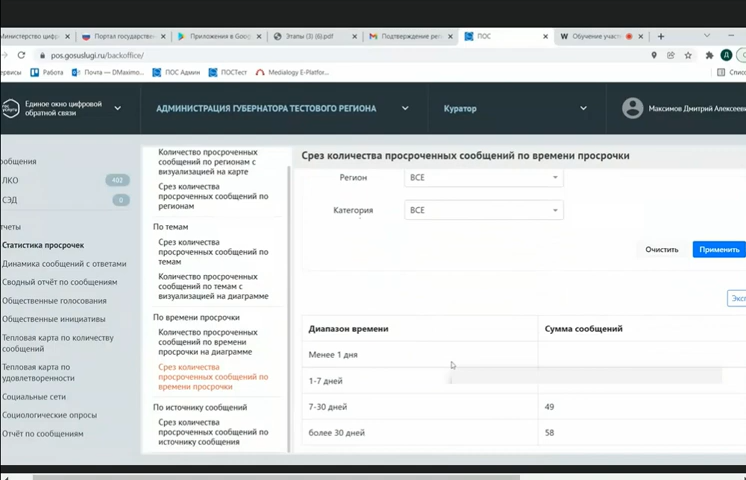 Министерство цифр
Портал государствен
Приложения в Goog
Этапы (3) (6).pdf
Подтверждение рег
ПОС
Обучение участ
pos.gosuslugi.ru/backoffice/
ервисы
Работа
Почта — DMaximo...
ПОС Админ
ПОСТест
Medialogy E-Platfor...
Списо
Единое окно цифровой
обратной связи
АДМИНИСТРАЦИЯ ГУБЕРНАТОРА ТЕСТОВОГО РЕГИОНА
Куратор
Максимов Дмитрий Алексееви
ообщения
ЛКО
402
СЭД
0
тчеты
Статистика просрочек
Динамика сообщений с ответами
Сводный отчёт по сообщениям
Общественные голосования
Общественные инициативы
Тепловая карта по количеству
сообщений
Тепловая карта по
удовлетворенности
Социальные сети
Социологические опросы
Отчёт по сообщениям
Количество просроченных
сообщений по регионам с
визуализацией на карте
Срез количества
просроченных сообщений по
регионам
По темам
Срез количества
просроченных сообщений по
темам
Количество просроченных
сообщений по темам с
визуализацией на диаграмме
По времени просрочки
Количество просроченных
сообщений по времени
просрочки на диаграмме
Срез количества
просроченных сообщений по
времени просрочки
По источнику сообщений
Срез количества
просроченных сообщений по
источнику сообщения
Срез количества просроченных сообщений по времени просрочки
Регион
ВСЕ
Категория
ВСЕ
Очистить
Применить
Экс
Диапазон времени
Сумма сообщений
Менее 1 дня
1-7 дней
7-30 дней
49
более 30 дней
58